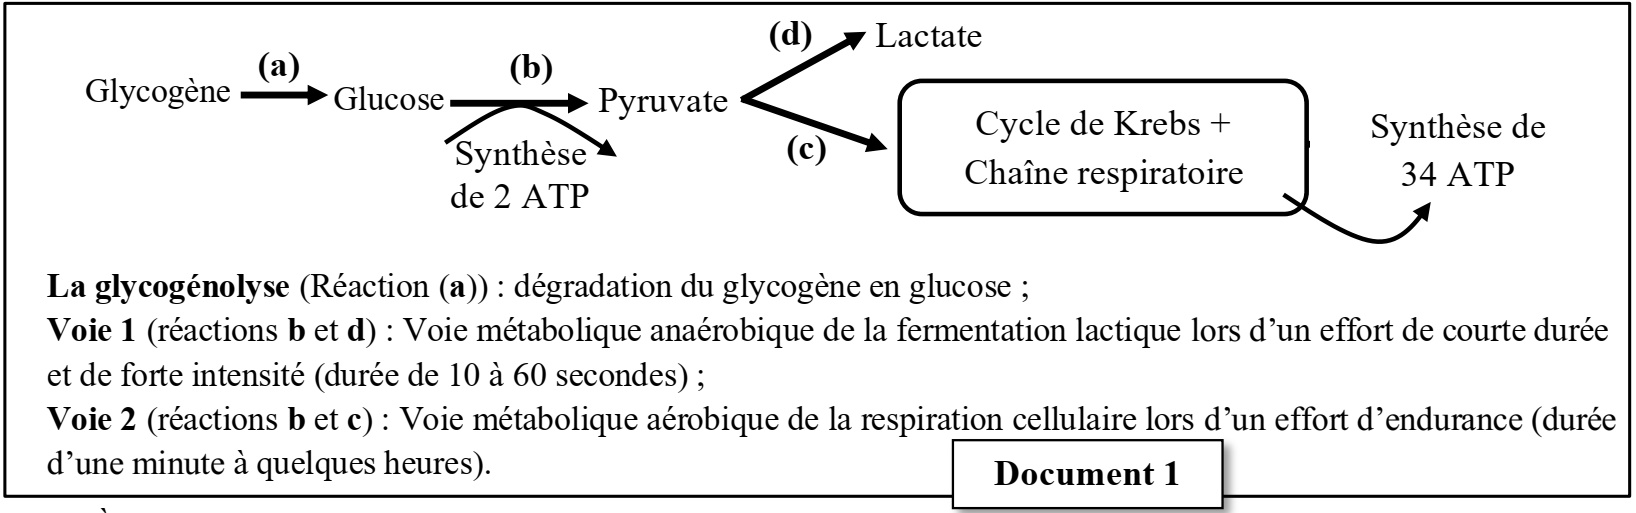 (d) Lactate
(a) (b)
Glycogène Glucose Pyruvate
(c)
Synthèse
de 2 ATP
Cycle de Krebs +
Chaîne respiratoire
Synthèse de
34 ATP
La glycogénolyse (Réaction (a)) : dégradation du glycogène en glucose ;
Voie 1 (réactions b et d) : Voie métabolique anaérobique de la fermentation lactique lors d’un effort de courte durée
et de forte intensité (durée de 10 à 60 secondes) ;
Voie 2 (réactions b et c) : Voie métabolique aérobique de la respiration cellulaire lors d’un effort d’endurance (durée
d’une minute à quelques heures).
Document 1